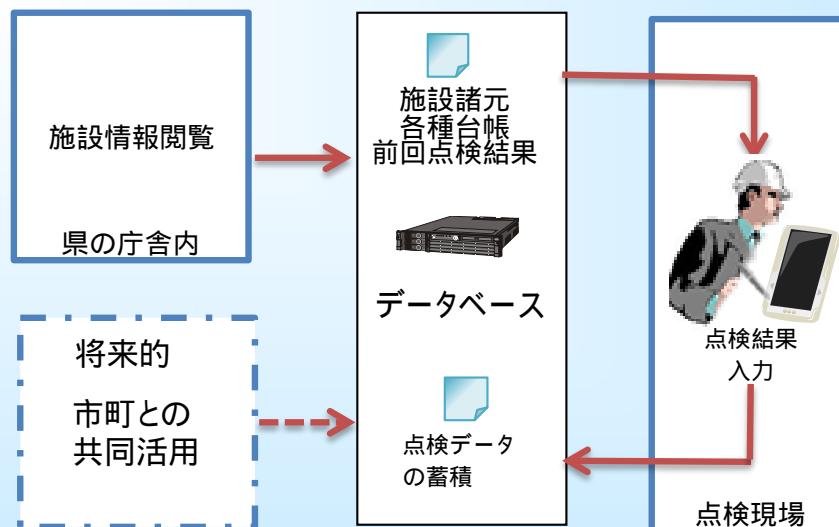 施設情報閲覧
県の庁舎内
将来的
市町との
共同活用
施設諸元
各種台帳
前回点検結果
データベース
点検データ
の蓄積
点検結果
入力
点検現場